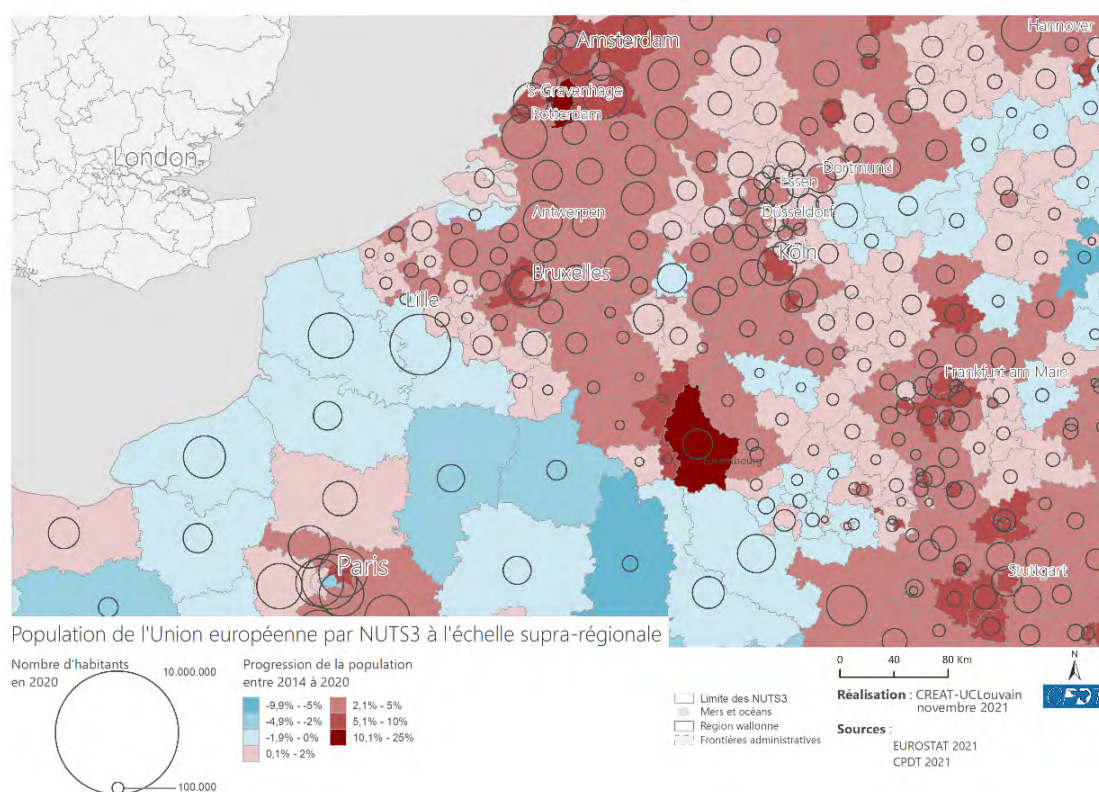 Hannover
Amsterdam
's-Gravenhage
Rotterdam
London
Dortmund
Essen
Antwerpen
Düsseldorf
Köln
Bruxelles
Lille
Frankfurt am Main
Luxembourg
Paris
Stuttgart
Population de l'Union européenne par NUTS3 à l'échelle supra-régionale
Nombre d'habitants
en 2020
10.000.000
100.000
Progression de la population
entre 2014 à 2020
-9,9% - -5%
-4,9% - -2%
-1,9% - 0%
0,1% - 2%
2,1% - 5%
5,1% - 10%
10,1% - 25%
Limite des NUTS3
Mers et océans
Région wallonne
Frontières administratives
0 40 80 Km
N
Réalisation : CREAT-UCLouvain
novembre 2021
Sources :
EUROSTAT 2021
CPDT 2021